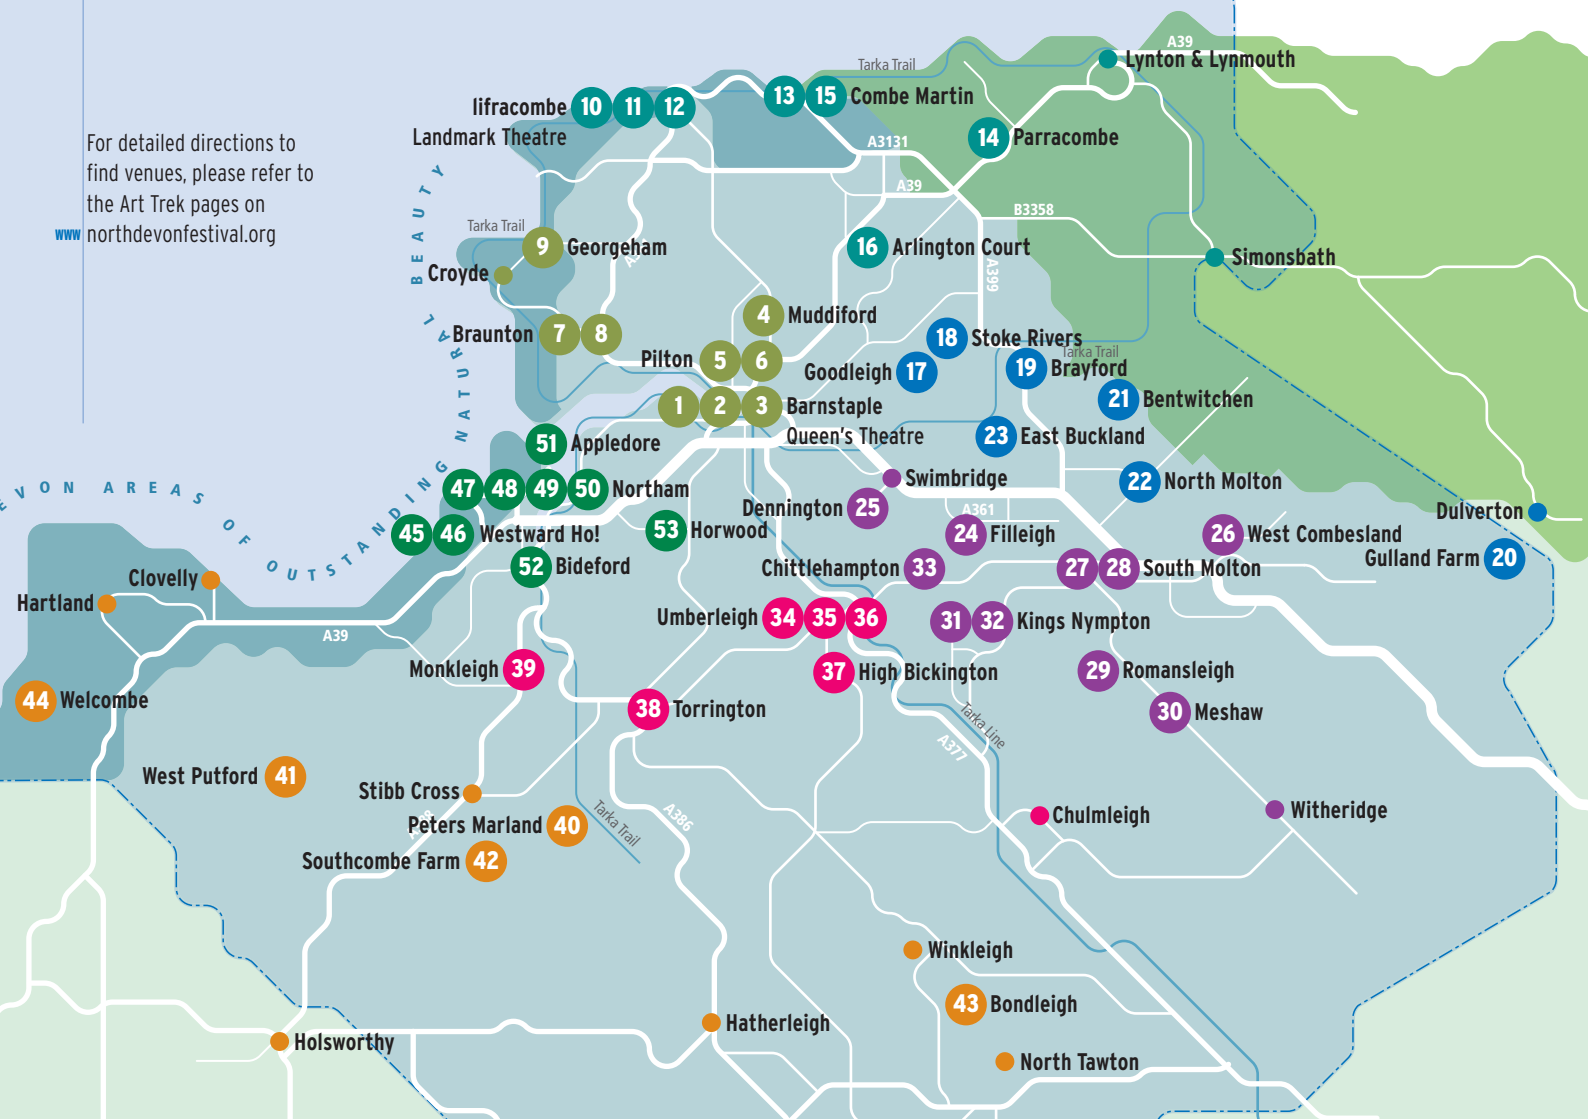 A39
Lynton & Lynmouth
Tarka Trail
Iifracombe 10 11 12
13 15 Combe Martin
Landmark Theatre
14 Parracombe
A3131
For detailed directions to
find venues, please refer to
the Art Trek pages on
www northdevonfestival.org
A39
B3358
Tarka Trail
9 Georgeham
16 Arlington Court
A399
Simonsbath
Croyde
4 Muddiford
Braunton 7 8
18 Stoke Rivers
Tarka Trail
Pilton 5 6
Goodleigh 17
19 Brayford
21 Bentwitchen
1 2 3 Barnstaple
Queen's Theatre
23 East Buckland
51 Appledore
Swimbridge
22 North Molton
47 48 49 50 Northam
Dennington 25
A361
Dulverton
45 46 Westward Ho!
53 Horwood
24 Filleigh
26 West Combesland
Gulland Farm 20
52 Bideford
Chittlehampton 33
27 28 South Molton
DEVON AREAS OF OUTSTANDING NATURAL BEAUTY
Clovelly
Hartland
A39
Umberleigh 34 35 36
31 32 Kings Nympton
Monkleigh 39
37 High Bickington
29 Romansleigh
44 Welcombe
38 Torrington
30 Meshaw
Tarka Line
A377
West Putford 41
Stibb Cross
Peters Marland 40
Tarka Trail
A386
Chulmleigh
Witheridge
Southcombe Farm 42
Winkleigh
43 Bondleigh
Hatherleigh
Holsworthy
North Tawton